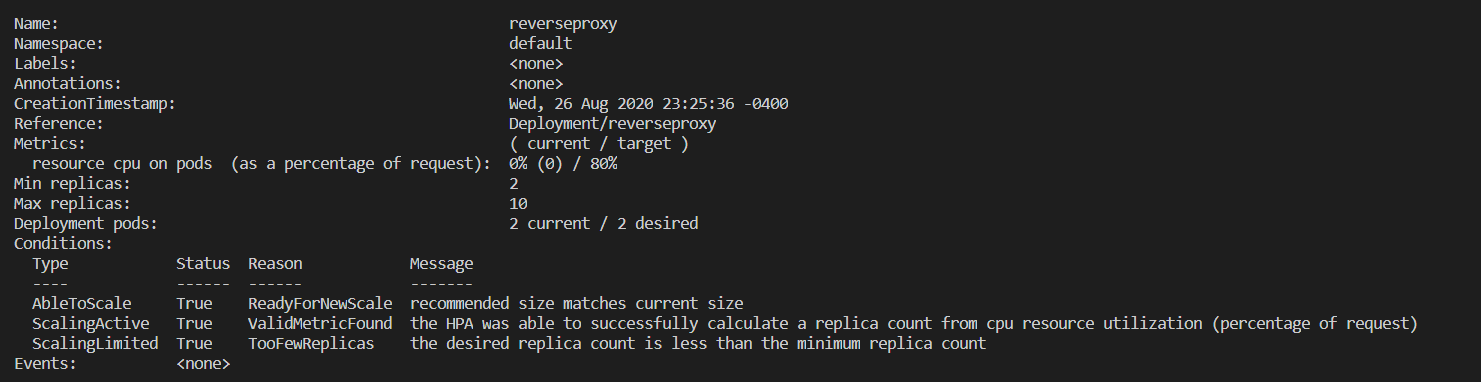 Name:                                                  reverseproxy
Namespace:                                             default
Labels:                                                <none>
Annotations:                                           <none>
CreationTimestamp:                                     Wed, 26 Aug 2020 23:25:36 -0400
Reference:                                             Deployment/reverseproxy
Metrics:                                               ( current / target )
  resource cpu on pods  (as a percentage of request):  0% (0) / 80%
Min replicas:                                          2
Max replicas:                                          10
Deployment pods:                                       2 current / 2 desired
Conditions:
  Type            Status  Reason            Message
  ----            ------  ------            -------
  AbleToScale     True    ReadyForNewScale  recommended size matches current size
  ScalingActive   True    ValidMetricFound  the HPA was able to successfully calculate a replica count from cpu resource utilization (percentage of request)
  ScalingLimited  True    TooFewReplicas    the desired replica count is less than the minimum replica count
Events:           <none>